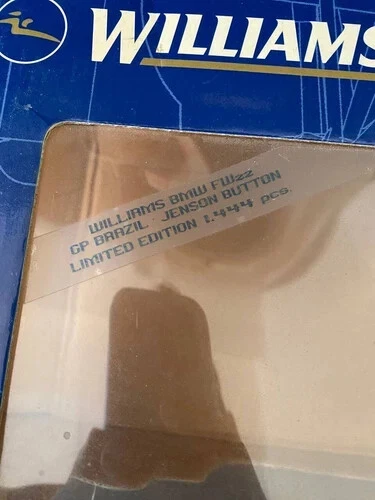 WILLIAMS
WILLIAMS BMW FW22
GP BRAZIL - JENSON BUTTON
LIMITED EDITION 1.444 pcs.